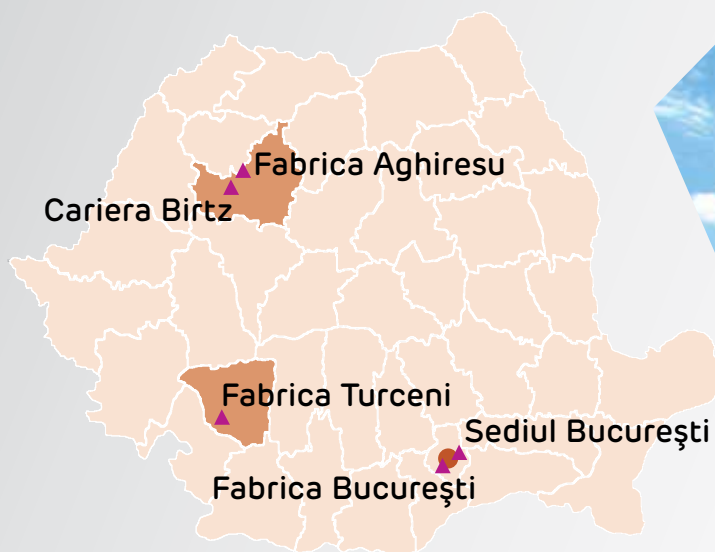 Fabrica Aghiresu
Cariera Birtz
Fabrica Turceni
Sediul Bucureşti
Fabrica Bucureşti